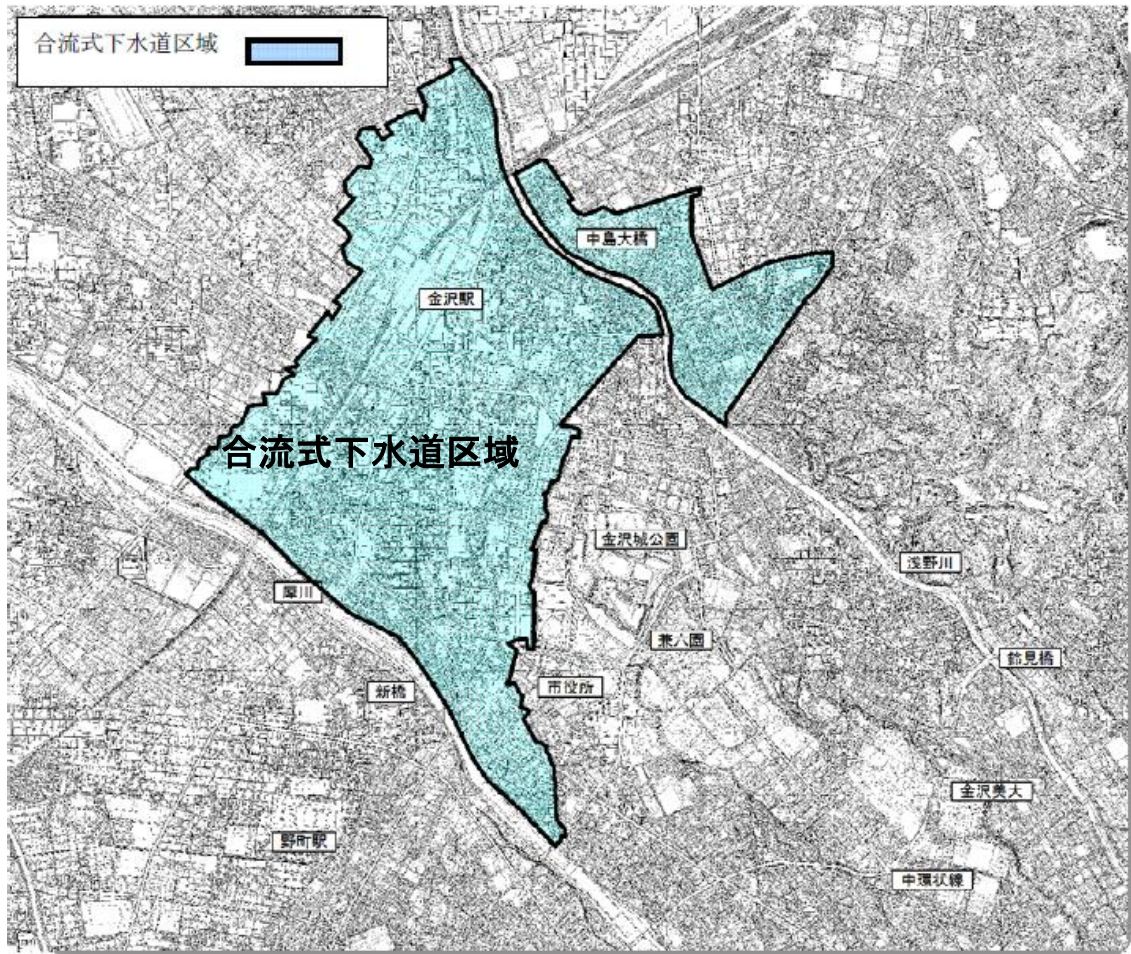 合流式下水道区域
中島大橋
金沢駅
合流式下水道区域
金沢城公園
浅野川
犀川
兼六園
鈴見橋
新橋
市役所
金沢美大
野町駅
中環状線